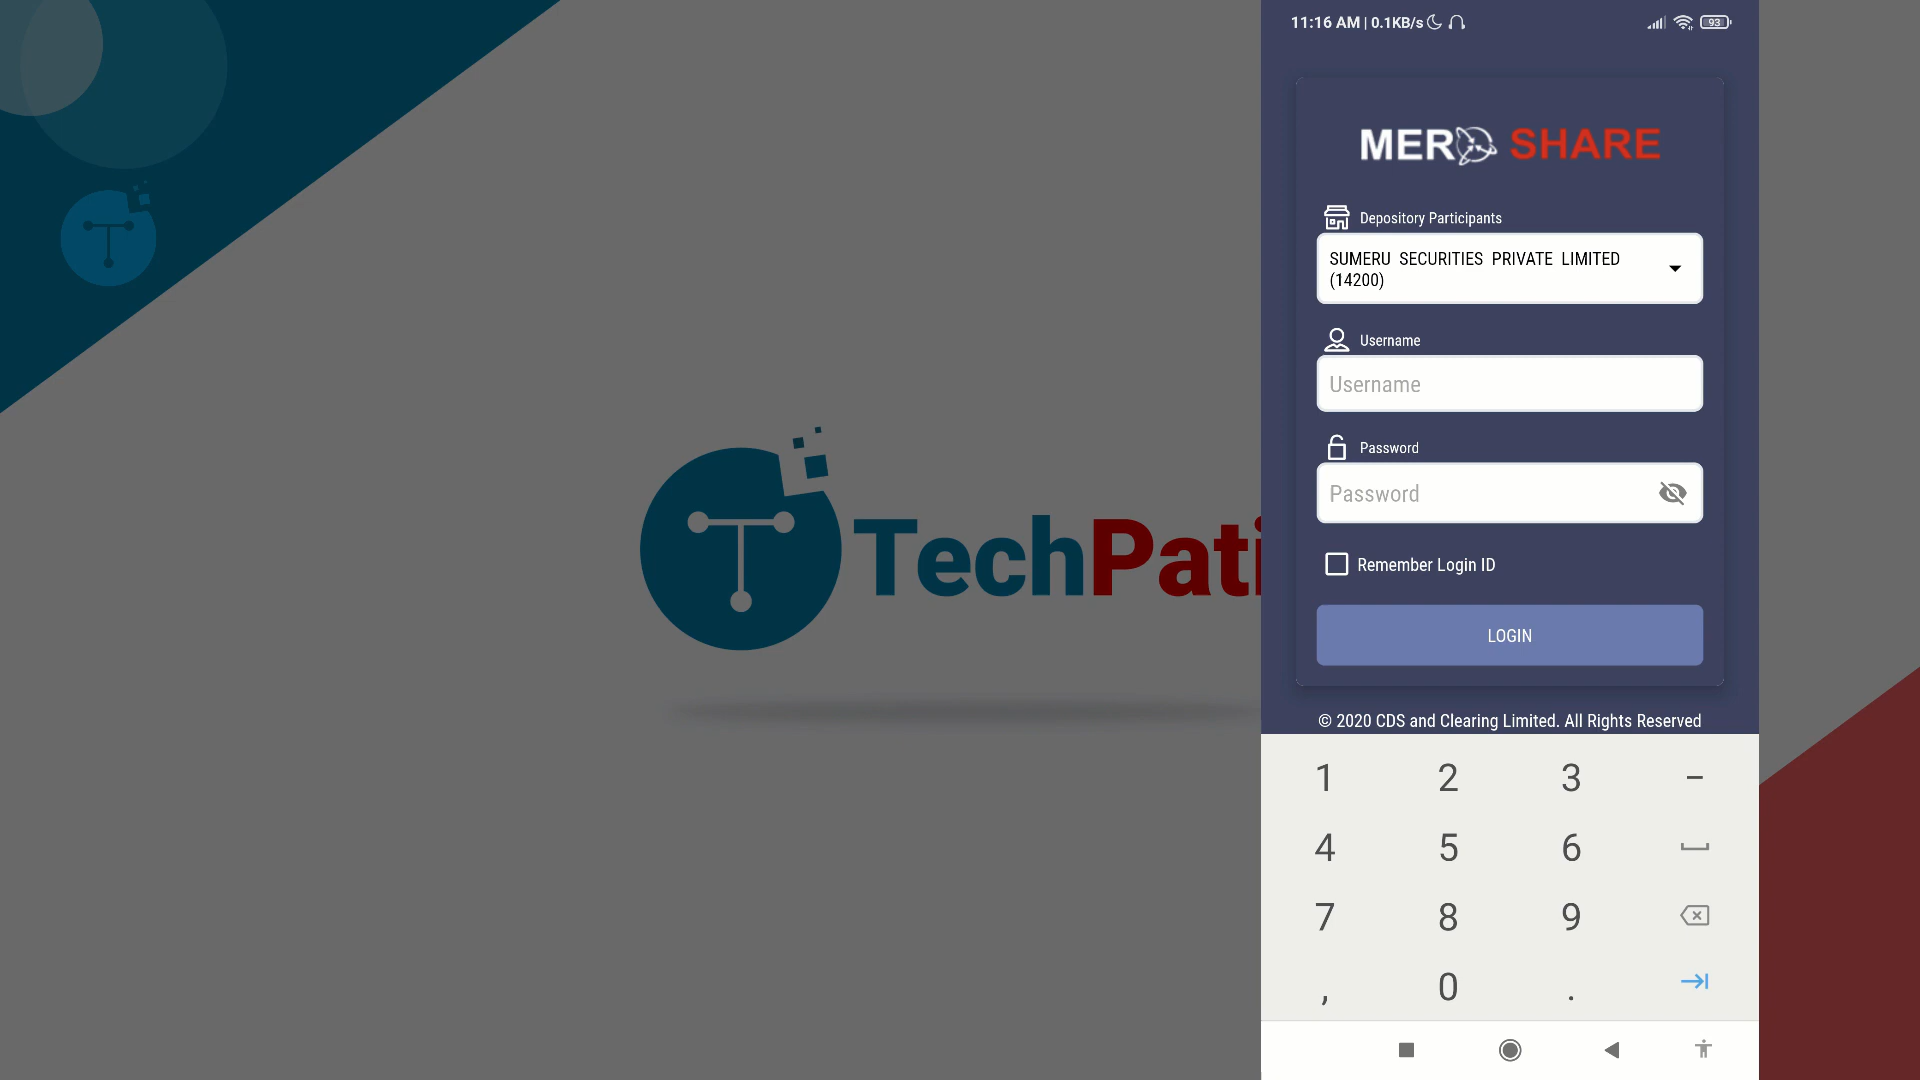 TechPati
11:16 AM | 0.1KB/s
93
MERO SHARE
Depository Participants
SUMERU SECURITIES PRIVATE LIMITED
(14200)
Username
Username
Password
Password
Remember Login ID
LOGIN
© 2020 CDS and Clearing Limited. All Rights Reserved
1 2 3 -
4 5 6
7 8 9
, 0 .